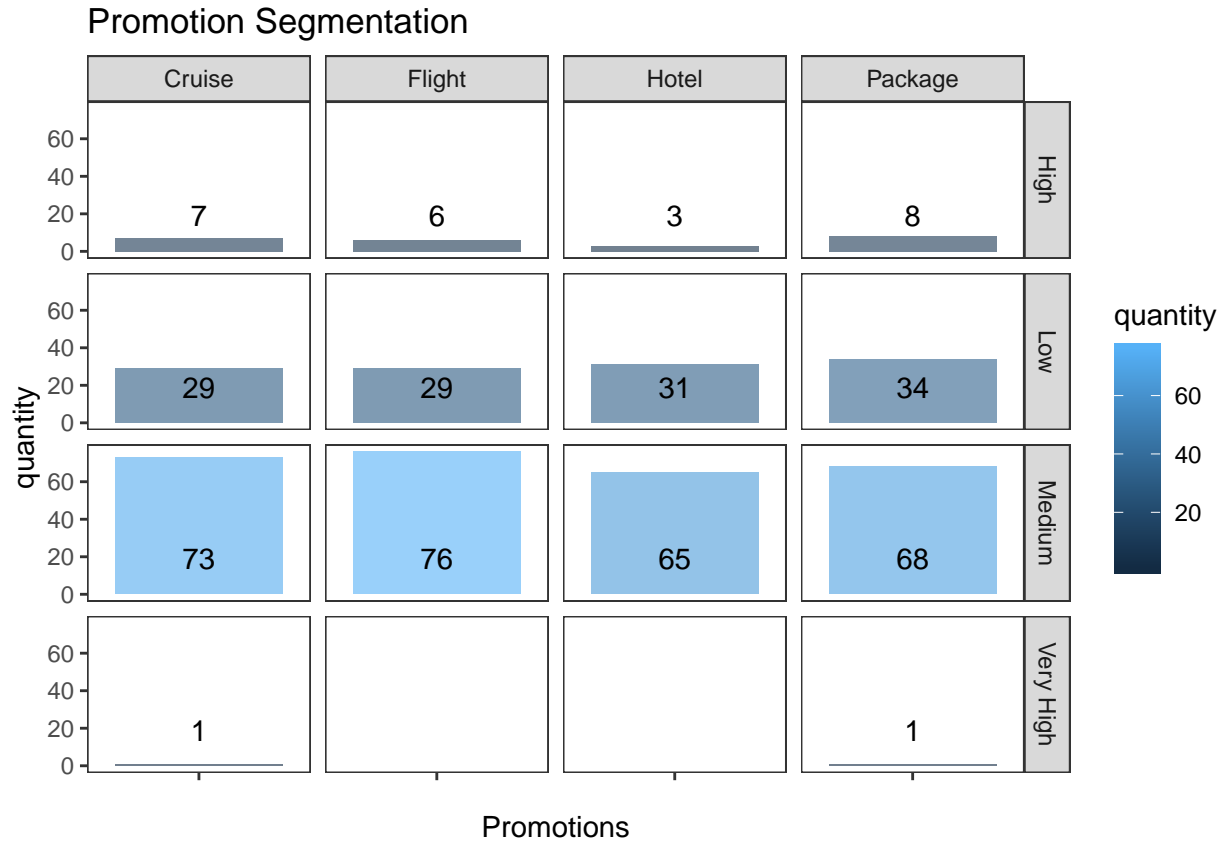 Promotion Segmentation
Cruise Flight Hotel Package
60
40
20
0
7 6 3 8
High
60
40
20
0
29 29 31 34
Low
quantity
60
40
20
0
73 76 65 68
Medium
60
40
20
0
1 1
Very High
Promotions
quantity
60
40
20